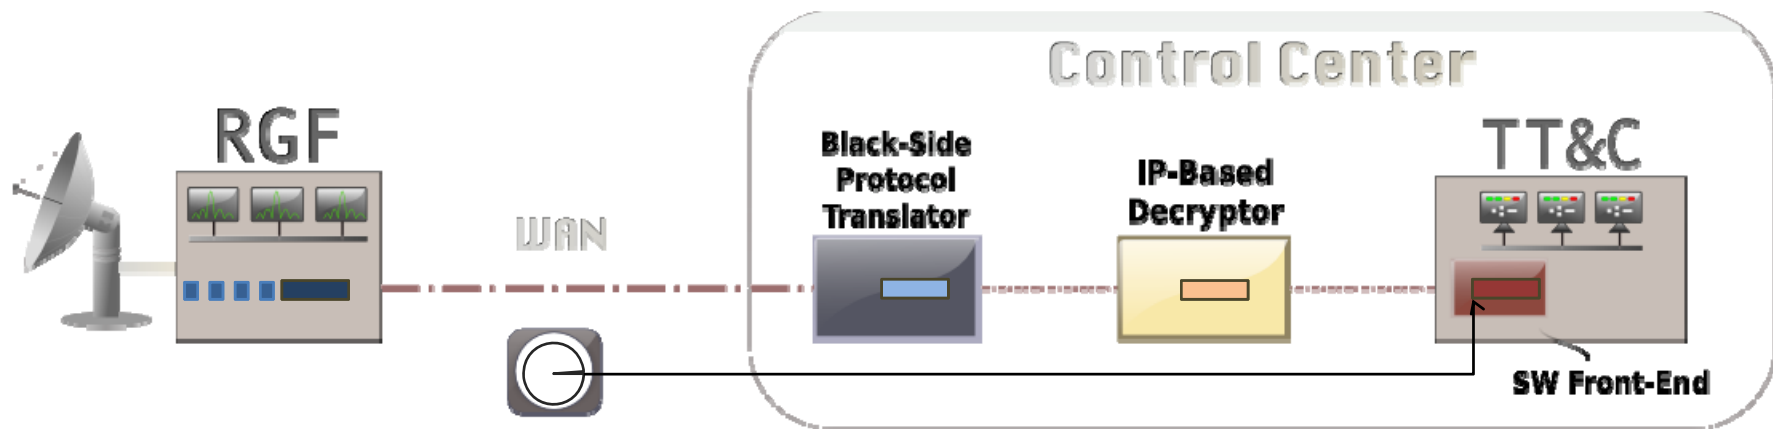 Control Center
RGF
WAN
Black-Side
Protocol
Translator
IP-Based
Decryptor
TT&C
SW Front-End